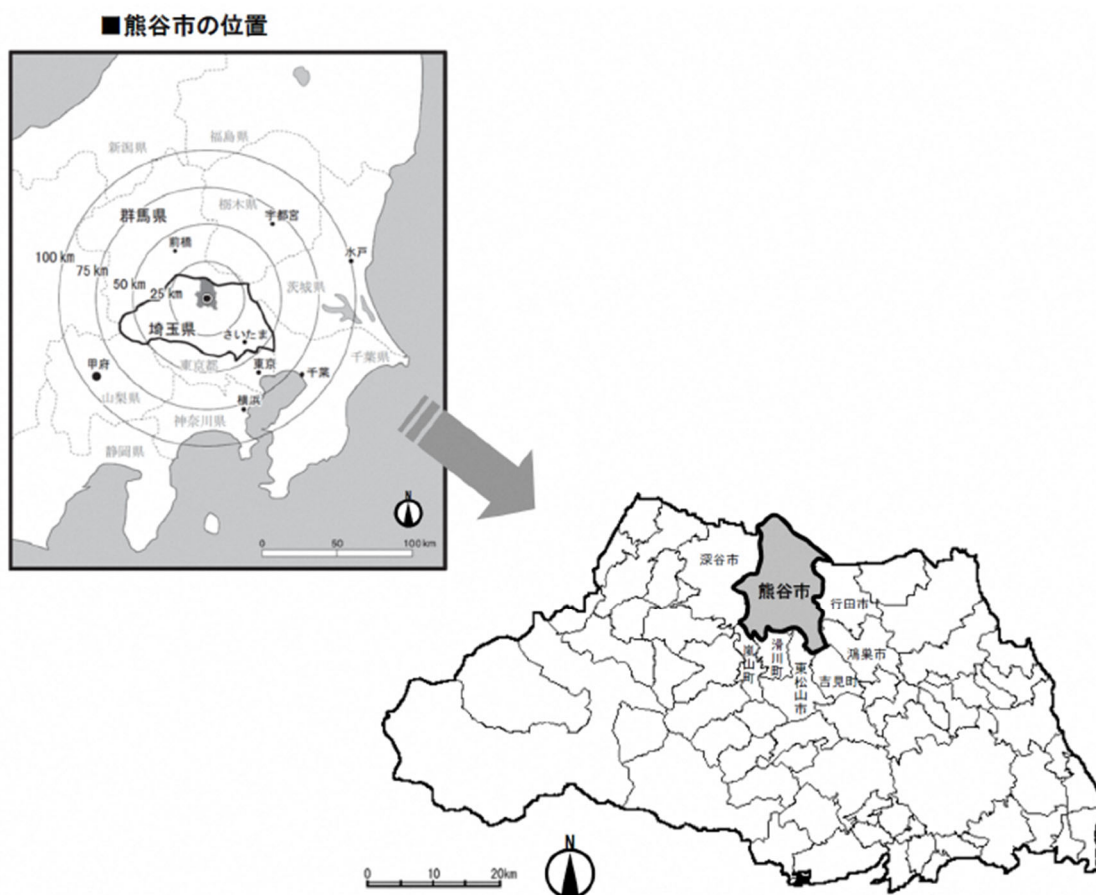 ■熊谷市の位置
新潟県
福島県
群馬県
樹木県
宇都宮
前橋
水戸
100 km
75 km
50 km
25 km
茨城県
埼玉県
さいたま
東京都
東京
千葉
千葉県
甲府
山梨県
横浜
神奈川県
静岡県
N
0 50 100 km
深谷市
熊谷市
行田市
鴻巣市
嵐山町
滑川町
東松山市
吉見町
N
0 10 20km